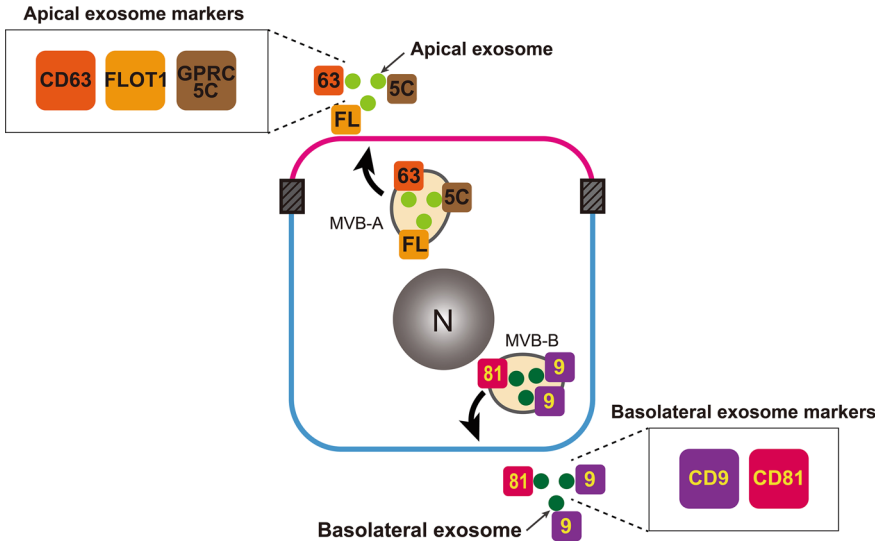 Apical exosome markers
CD63
FLOT1
GPRC
5C
Apical exosome
63
5C
FL
63
5C
MVB-A
FL
N
MVB-B
81
9
9
Basolateral exosome markers
CD9
CD81
81
9
Basolateral exosome
9